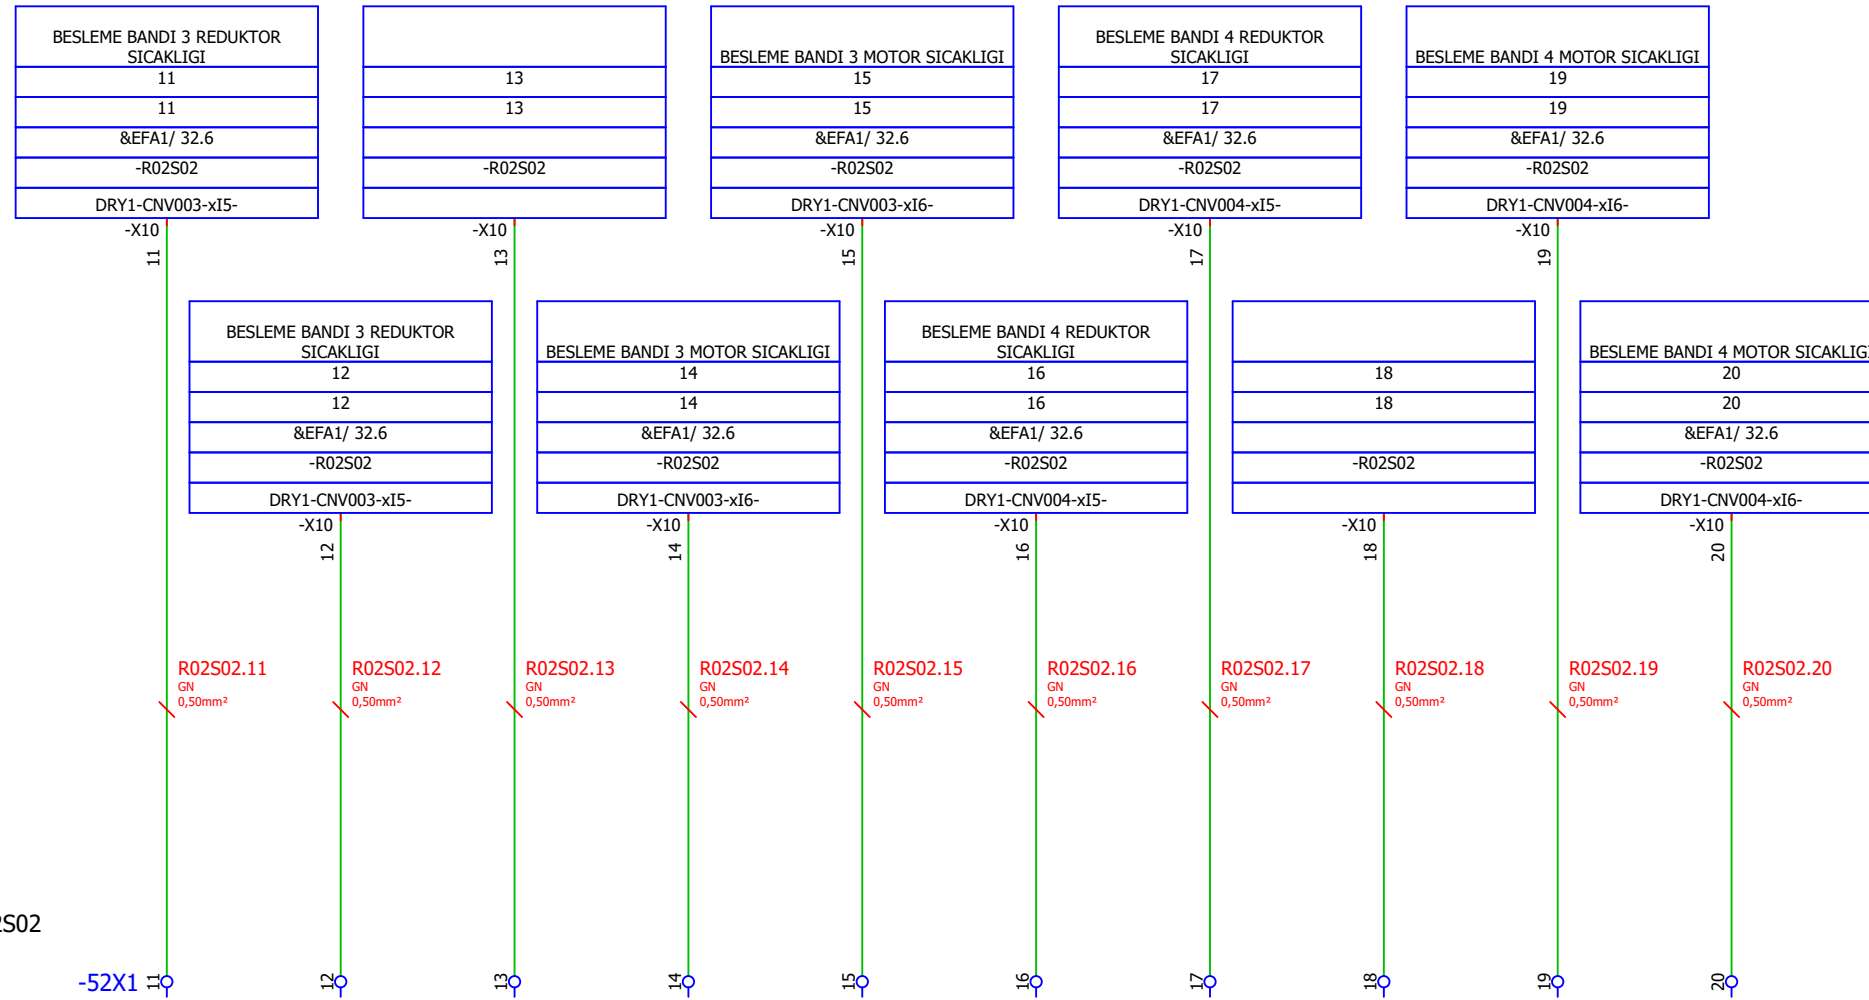 BESLEME BANDI 3 REDUKTOR
SICAKLIGI
11
11
&EFA1/ 32.6
-R02S02
DRY1-CNV003-xI5-
-X10
11
13
13
-R02S02
-X10
13
BESLEME BANDI 3 MOTOR SICAKLIGI
15
15
&EFA1/ 32.6
-R02S02
DRY1-CNV003-xI6-
-X10
15
BESLEME BANDI 4 REDUKTOR
SICAKLIGI
17
17
&EFA1/ 32.6
-R02S02
DRY1-CNV004-xI5-
-X10
17
BESLEME BANDI 4 MOTOR SICAKLIGI
19
19
&EFA1/ 32.6
-R02S02
DRY1-CNV004-xI6-
-X10
19
BESLEME BANDI 3 REDUKTOR
SICAKLIGI
12
12
&EFA1/ 32.6
-R02S02
DRY1-CNV003-xI5-
-X10
12
BESLEME BANDI 3 MOTOR SICAKLIGI
14
14
&EFA1/ 32.6
-R02S02
DRY1-CNV003-xI6-
-X10
14
BESLEME BANDI 4 REDUKTOR
SICAKLIGI
16
16
&EFA1/ 32.6
-R02S02
DRY1-CNV004-xI5-
-X10
16
18
18
-R02S02
-X10
18
BESLEME BANDI 4 MOTOR SICAKLIGI
20
20
&EFA1/ 32.6
-R02S02
DRY1-CNV004-xI6-
-X10
20
R02S02.11
GN
0,50mm²
R02S02.12
GN
0,50mm²
R02S02.13
GN
0,50mm²
R02S02.14
GN
0,50mm²
R02S02.15
GN
0,50mm²
R02S02.16
GN
0,50mm²
R02S02.17
GN
0,50mm²
R02S02.18
GN
0,50mm²
R02S02.19
GN
0,50mm²
R02S02.20
GN
0,50mm²
2S02
-52X1
11
12
13
14
15
16
17
18
19
20